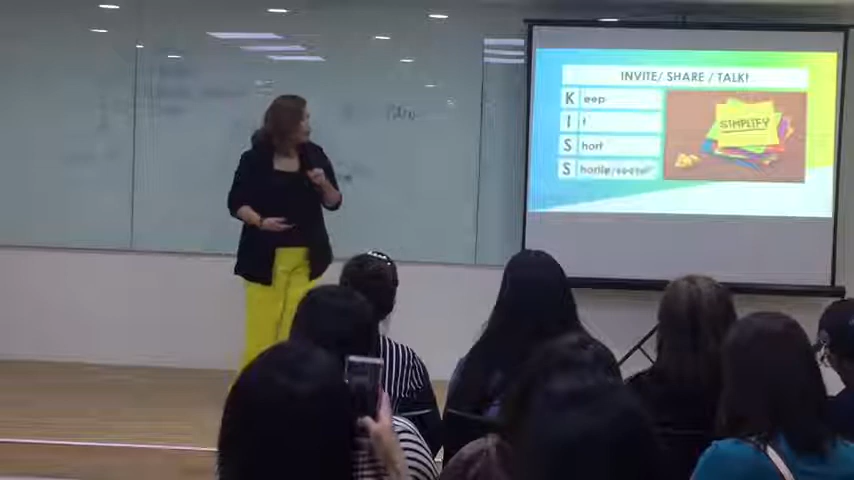 INVITE/ SHARE / TALK!
K eep
I t
S hort
S
SIMPLIFY